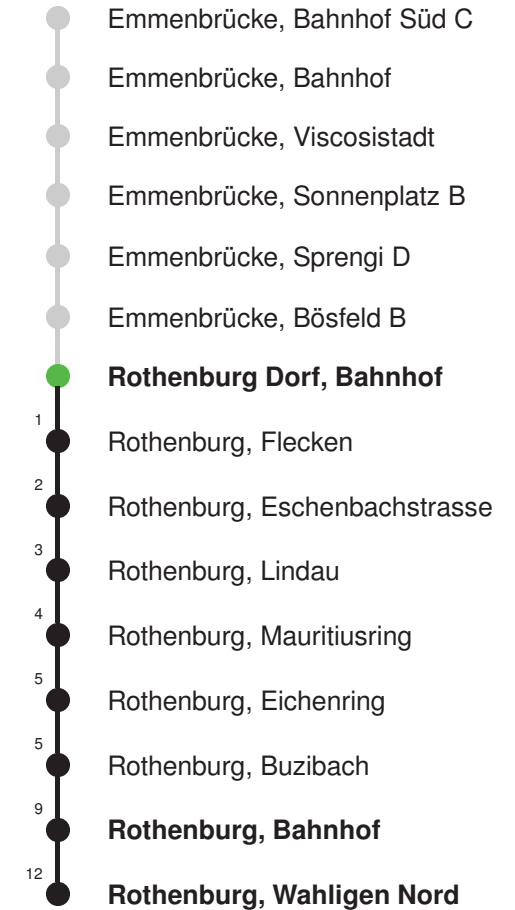 Emmenbrücke, Bahnhof Süd C
Emmenbrücke, Bahnhof
Emmenbrücke, Viscosistadt
Emmenbrücke, Sonnenplatz B
Emmenbrücke, Sprengi D
Emmenbrücke, Bösfeld B
Rothenburg Dorf, Bahnhof
1 Rothenburg, Flecken
2 Rothenburg, Eschenbachstrasse
3 Rothenburg, Lindau
4 Rothenburg, Mauritiusring
5 Rothenburg, Eichenring
5 Rothenburg, Buzibach
9 Rothenburg, Bahnhof
12 Rothenburg, Wahligen Nord